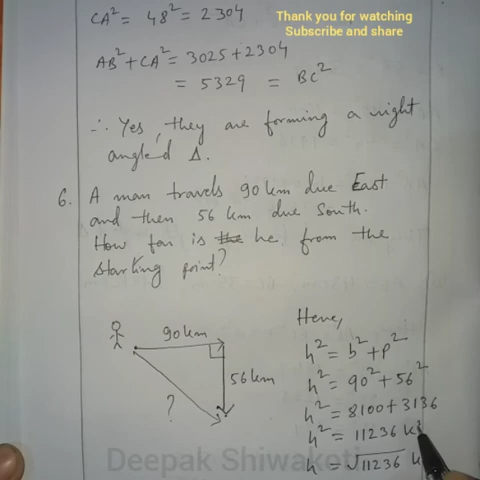 CA² = 48² = 2304
Thank you for watching
Subscribe and share
AB² + CA² = 3025 + 2304
= 5329 = BC²
∴ Yes, they are forming a right
angled Δ.
6. A man travels 90 km due East
and then 56 km due South.
How far is the he from the
starting point?
90 km
56 km
?
Here,
h² = b² + p²
h² = 90² + 56²
h² = 8100 + 3136
h² = 11236 k
h = √11236 k
Deepak Shiwakoti